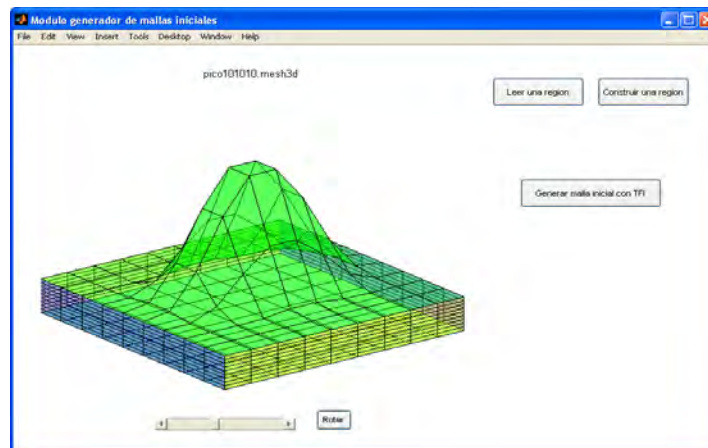 Modulo generador de mallas iniciales
File Edit View Insert Tools Desktop Window Help
pico101010.mesh3d
Leer una region
Construir una region
Generar malla inicial con TFI
Rotar